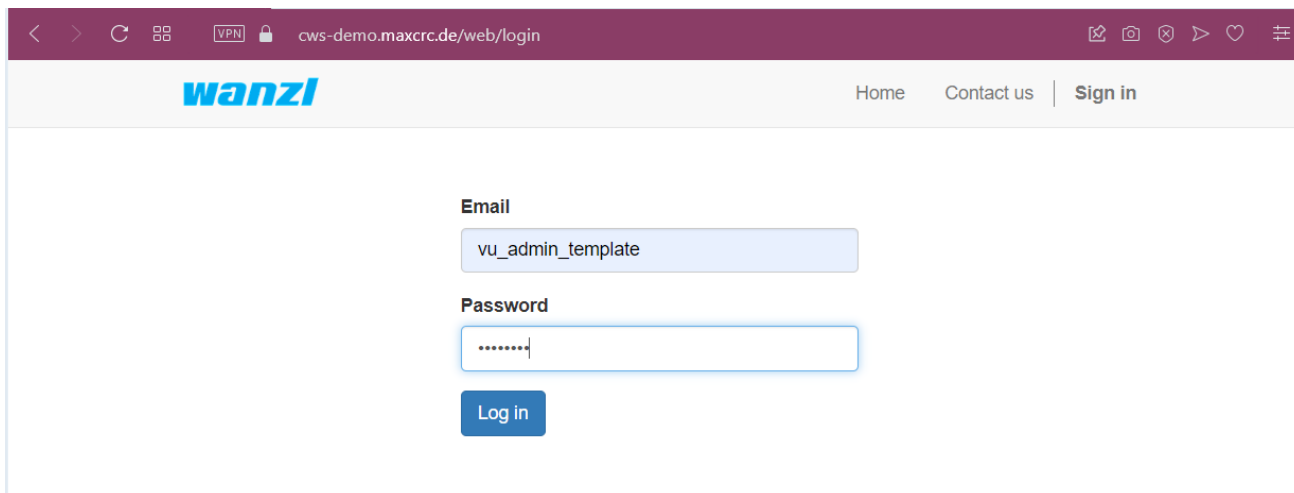 VPN cws-demo.maxcrc.de/web/login
wanzl Home Contact us Sign in
Email
vu_admin_template
Password
••••••••
Log in